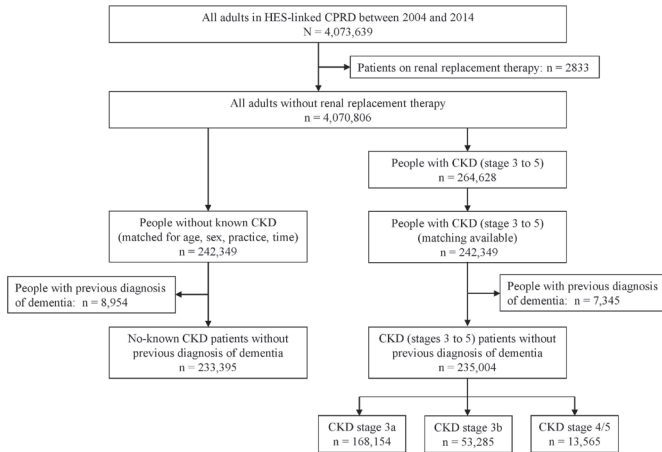 All adults in HES-linked CPRD between 2004 and 2014
N = 4,073,639
Patients on renal replacement therapy: n = 2833
All adults without renal replacement therapy
n = 4,070,806
People with CKD (stage 3 to 5)
n = 264,628
People without known CKD
(matched for age, sex, practice, time)
n = 242,349
People with CKD (stage 3 to 5)
(matching available)
n = 242,349
People with previous diagnosis
of dementia: n = 8,954
People with previous diagnosis
of dementia: n = 7,345
No-known CKD patients without
previous diagnosis of dementia
n = 233,395
CKD (stages 3 to 5) patients without
previous diagnosis of dementia
n = 235,004
CKD stage 3a
n = 168,154
CKD stage 3b
n = 53,285
CKD stage 4/5
n = 13,565